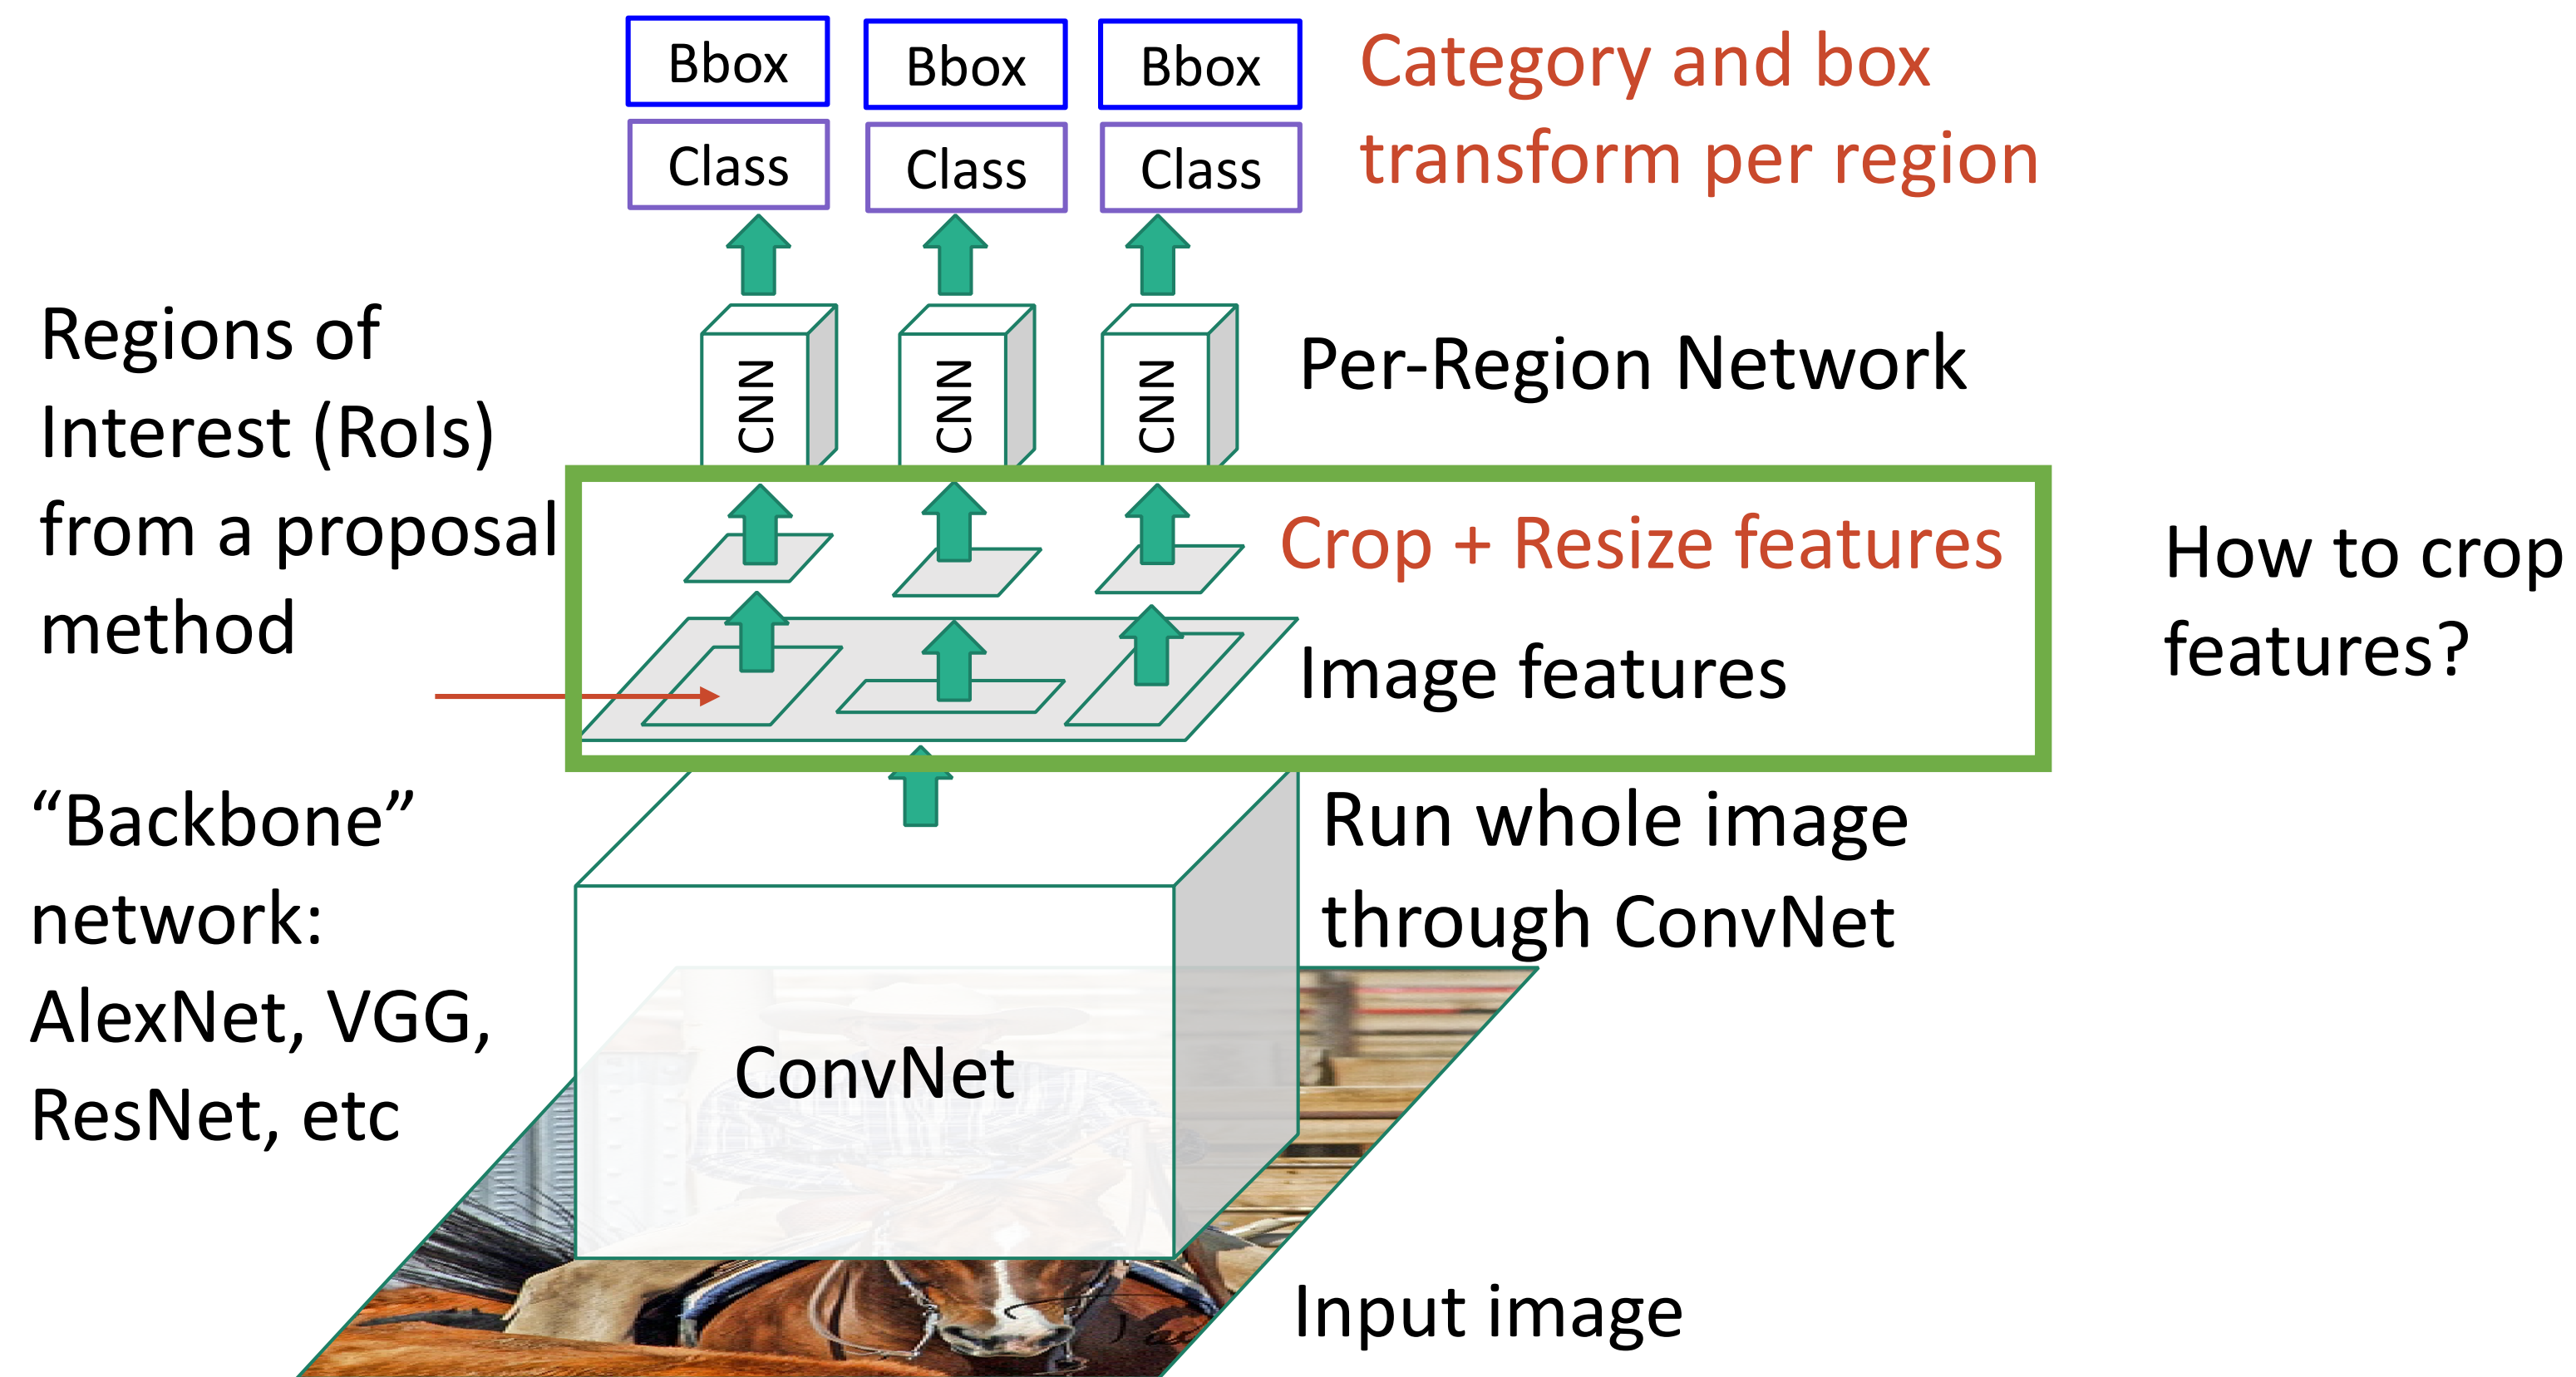 Bbox
Bbox
Bbox
Class
Class
Class
Category and box
transform per region
Regions of
Interest (RoIs)
from a proposal
method
CNN
CNN
CNN
Per-Region Network
Crop + Resize features
Image features
How to crop
features?
“Backbone”
network:
AlexNet, VGG,
ResNet, etc
Run whole image
through ConvNet
ConvNet
Input image